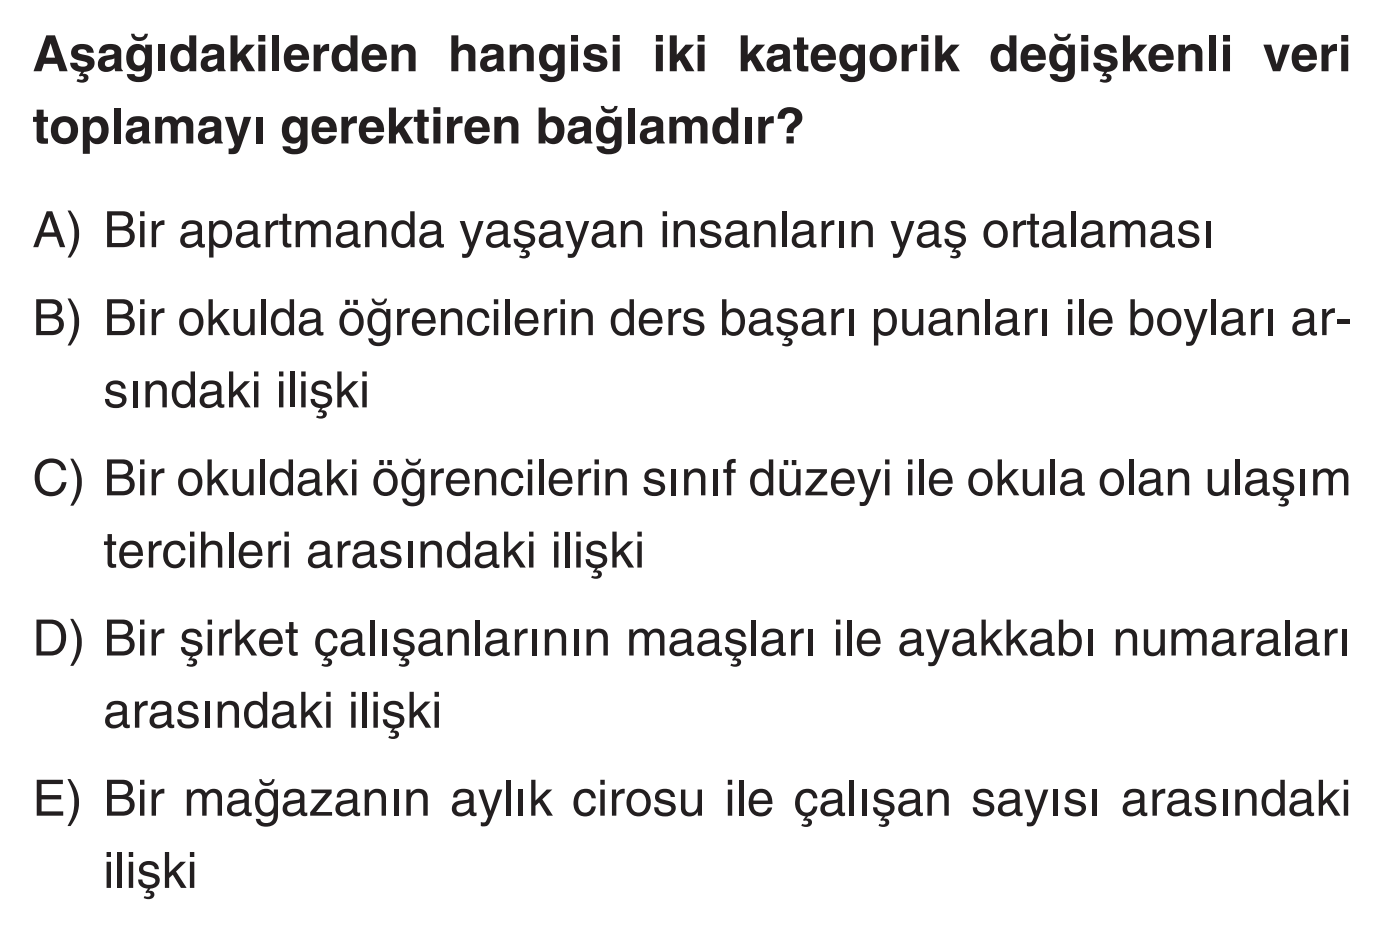 Aşağıdakilerden hangisi iki kategorik değişkenli veri
toplamayı gerektiren bağlamdır?
A) Bir apartmanda yaşayan insanların yaş ortalaması
B) Bir okulda öğrencilerin ders başarı puanları ile boyları ar-
sındaki ilişki
C) Bir okuldaki öğrencilerin sınıf düzeyi ile okula olan ulaşım
tercihleri arasındaki ilişki
D) Bir şirket çalışanlarının maaşları ile ayakkabı numaraları
arasındaki ilişki
E) Bir mağazanın aylık cirosu ile çalışan sayısı arasındaki
ilişki